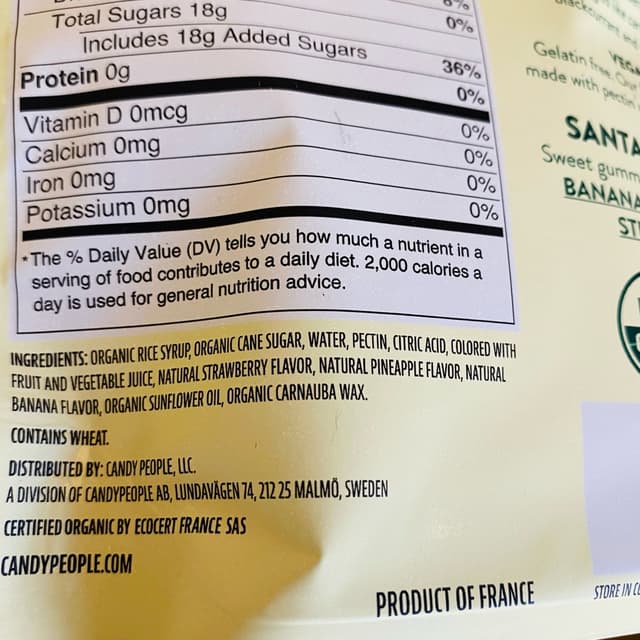 Total Sugars 18g
0%
Includes 18g Added Sugars 36%
Protein 0g 0%
Vitamin D 0mcg 0%
Calcium 0mg 0%
Iron 0mg 0%
Potassium 0mg 0%
*The % Daily Value (DV) tells you how much a nutrient in a
serving of food contributes to a daily diet. 2,000 calories a
day is used for general nutrition advice.
INGREDIENTS: ORGANIC RICE SYRUP, ORGANIC CANE SUGAR, WATER, PECTIN, CITRIC ACID, COLORED WITH
FRUIT AND VEGETABLE JUICE, NATURAL STRAWBERRY FLAVOR, NATURAL PINEAPPLE FLAVOR, NATURAL
BANANA FLAVOR, ORGANIC SUNFLOWER OIL, ORGANIC CARNAUBA WAX.
CONTAINS WHEAT.
DISTRIBUTED BY: CANDY PEOPLE, LLC.
A DIVISION OF CANDYPEOPLE AB, LUNDAVÄGEN 74, 212 25 MALMÖ, SWEDEN
CERTIFIED ORGANIC BY ECOCERT FRANCE SAS
CANDYPEOPLE.COM
PRODUCT OF FRANCE
Gelatin free. Our
made with pectin
SANTA
Sweet gumm
BANANA
ST
STORE IN